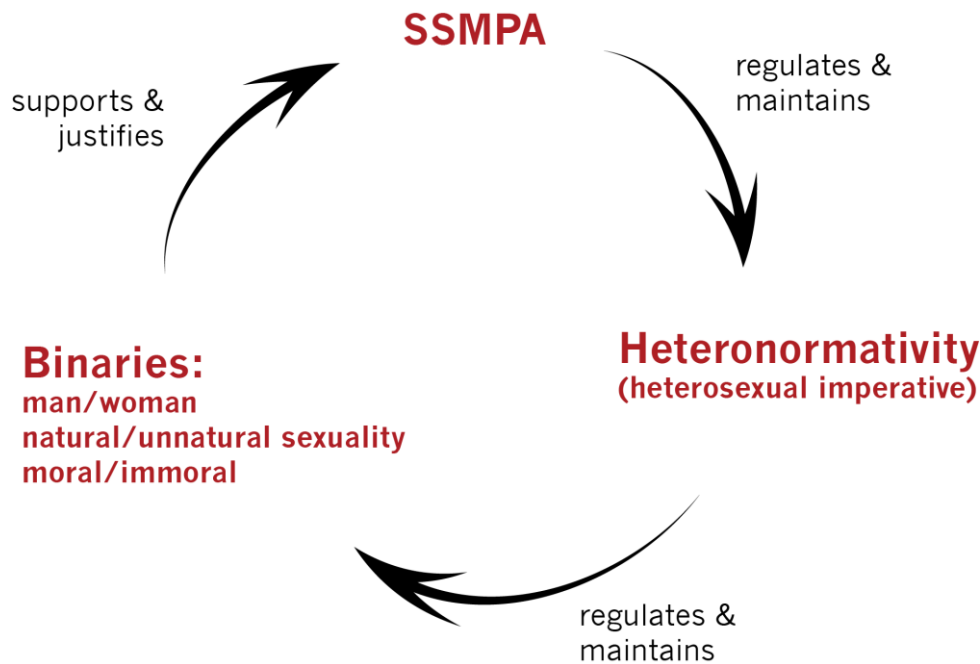 SSMPA
regulates &
maintains
Heteronormativity
(heterosexual imperative)
regulates &
maintains
Binaries:
man/woman
natural/unnatural sexuality
moral/immoral
supports &
justifies